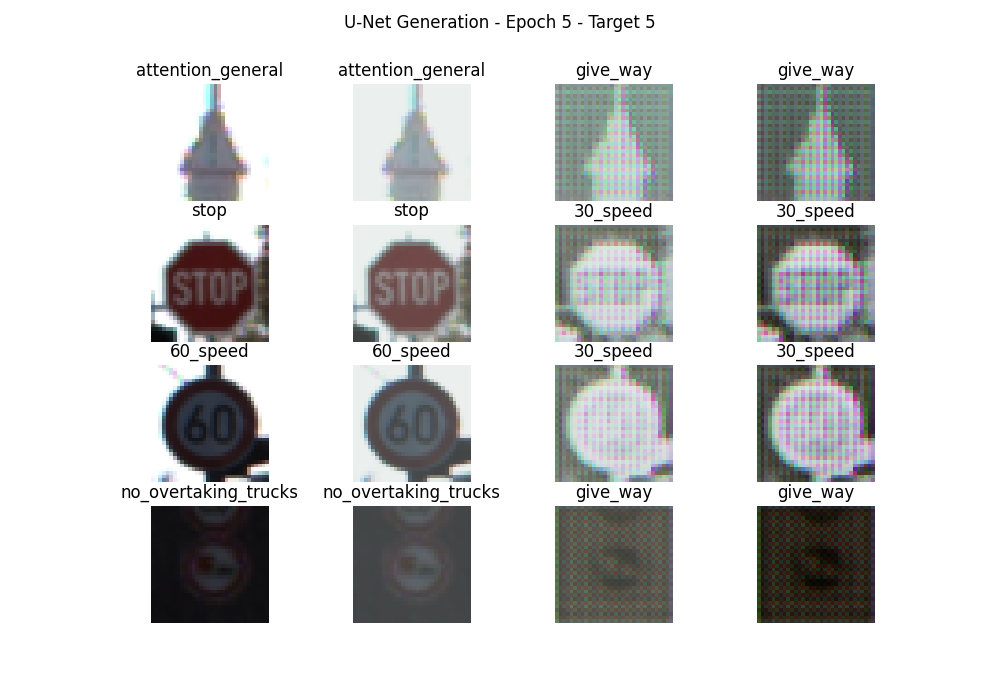 U-Net Generation - Epoch 5 - Target 5
attention_general attention_general give_way give_way
stop stop 30_speed 30_speed
STOP STOP
60_speed 60_speed 30_speed 30_speed
60 60
no_overtaking_trucks no_overtaking_trucks give_way give_way